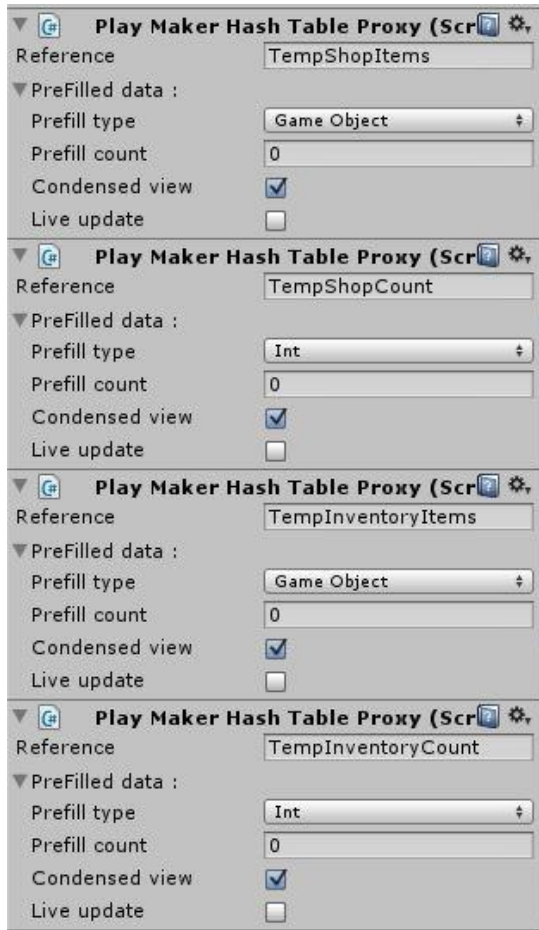 Play Maker Hash Table Proxy (Scr
Reference TempShopItems
PreFilled data :
Prefill type Game Object
Prefill count 0
Condensed view
Live update
Play Maker Hash Table Proxy (Scr
Reference TempShopCount
PreFilled data :
Prefill type Int
Prefill count 0
Condensed view
Live update
Play Maker Hash Table Proxy (Scr
Reference TempInventoryItems
PreFilled data :
Prefill type Game Object
Prefill count 0
Condensed view
Live update
Play Maker Hash Table Proxy (Scr
Reference TempInventoryCount
PreFilled data :
Prefill type Int
Prefill count 0
Condensed view
Live update